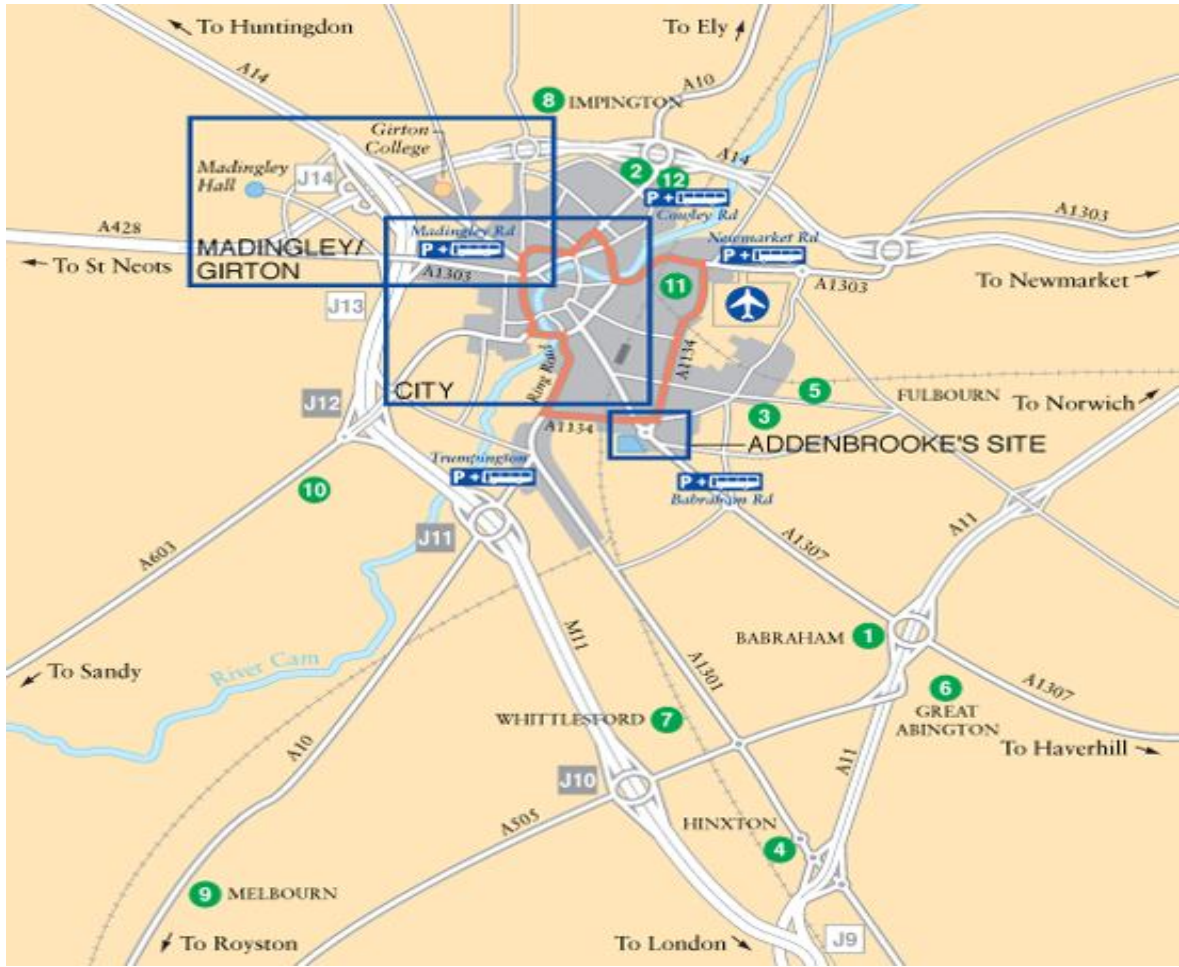 To Huntingdon
To Ely
A14
A10
8 IMPINGTON
Girton
College
Madingley
Hall
J14
A14
2
12
P +
Cowley Rd
A1303
A428
To St Neots
MADINGLEY/
GIRTON
Madingley Rd
P +
A1303
Newmarket Rd
P +
11
A1303
To Newmarket
J13
A1134
Ring Road
CITY
J12
5
FULBOURN
To Norwich
3
A1134
ADDENBROOKE'S SITE
Trumpington
P +
P +
Babraham Rd
10
J11
A603
A11
A1307
M11
BABRAHAM 1
To Sandy
River Cam
A1301
A1307
6
GREAT
ABINGTON
WHITTLESFORD 7
To Haverhill
A10
A11
J10
A505
HINXTON
4
9 MELBOURN
To Royston
To London
J9